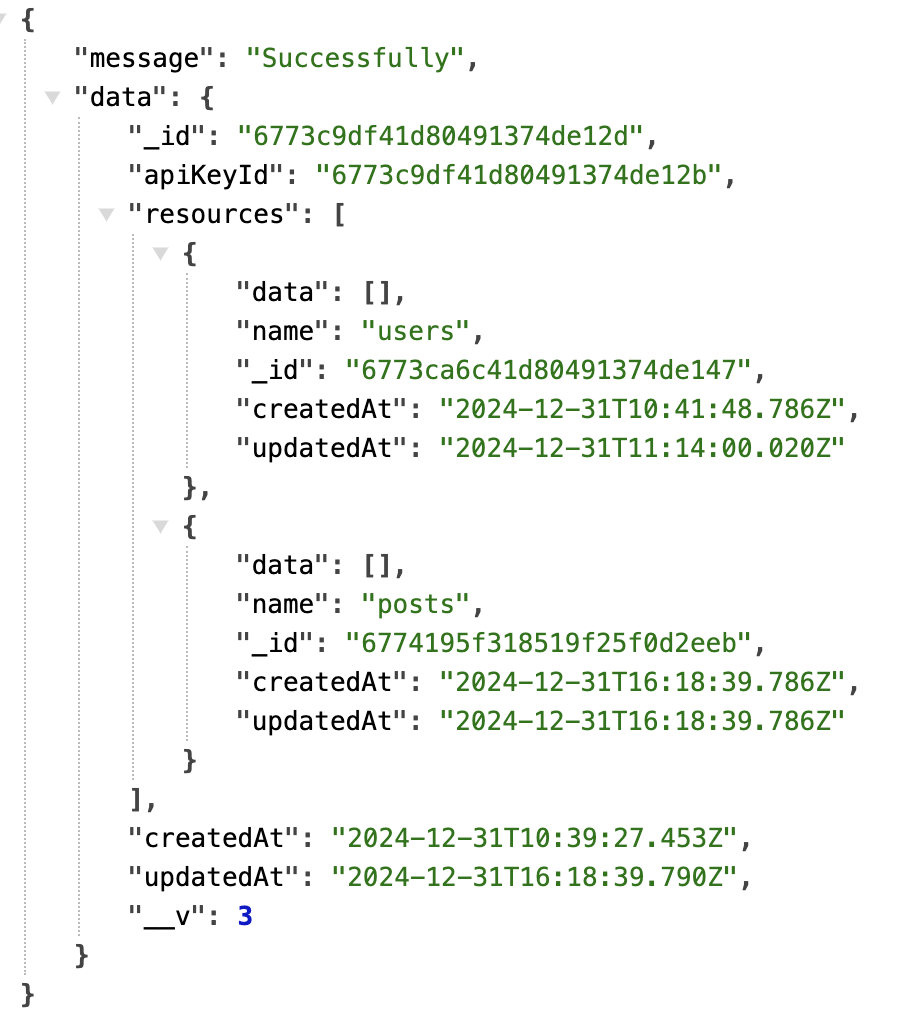 {
"message": "Successfully",
"data": {
"_id": "6773c9df41d80491374de12d",
"apiKeyId": "6773c9df41d80491374de12b",
"resources": [
{
"data": [],
"name": "users",
"_id": "6773ca6c41d80491374de147",
"createdAt": "2024-12-31T10:41:48.786Z",
"updatedAt": "2024-12-31T11:14:00.020Z"
},
{
"data": [],
"name": "posts",
"_id": "6774195f318519f25f0d2eeb",
"createdAt": "2024-12-31T16:18:39.786Z",
"updatedAt": "2024-12-31T16:18:39.786Z"
}
],
"createdAt": "2024-12-31T10:39:27.453Z",
"updatedAt": "2024-12-31T16:18:39.790Z",
"__v": 3
}
}